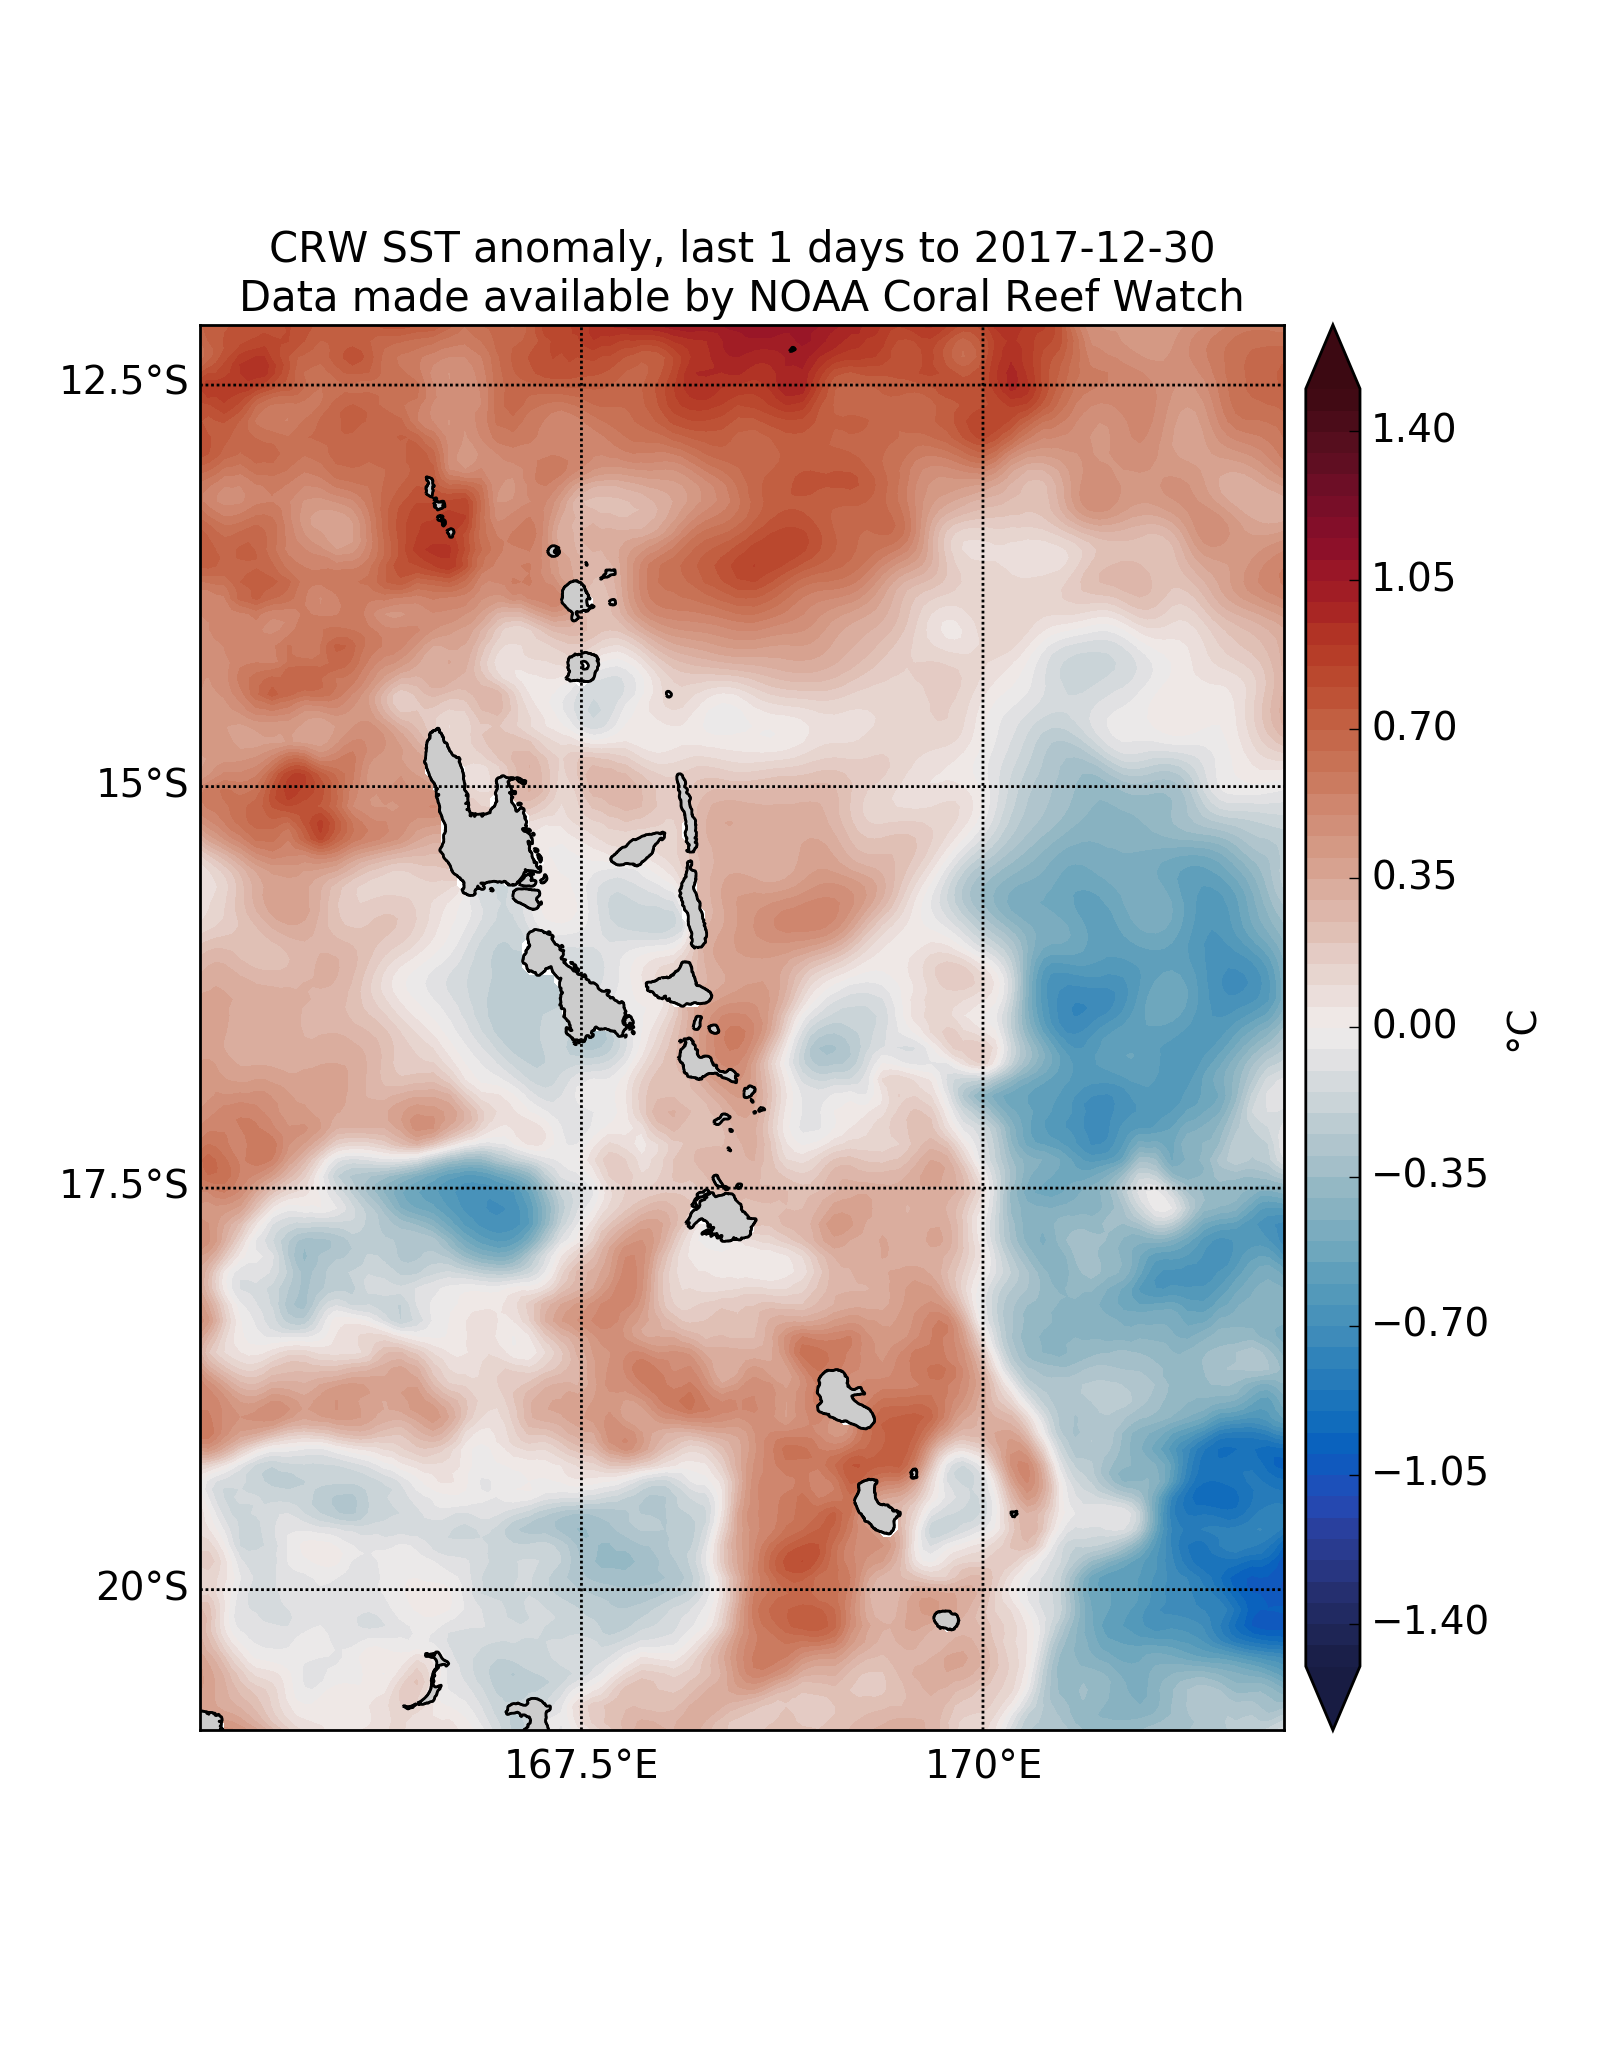 CRW SST anomaly, last 1 days to 2017-12-30
Data made available by NOAA Coral Reef Watch
12.5°S
15°S
17.5°S
20°S
167.5°E
170°E
1.40
1.05
0.70
0.35
0.00
−0.35
−0.70
−1.05
−1.40
°C